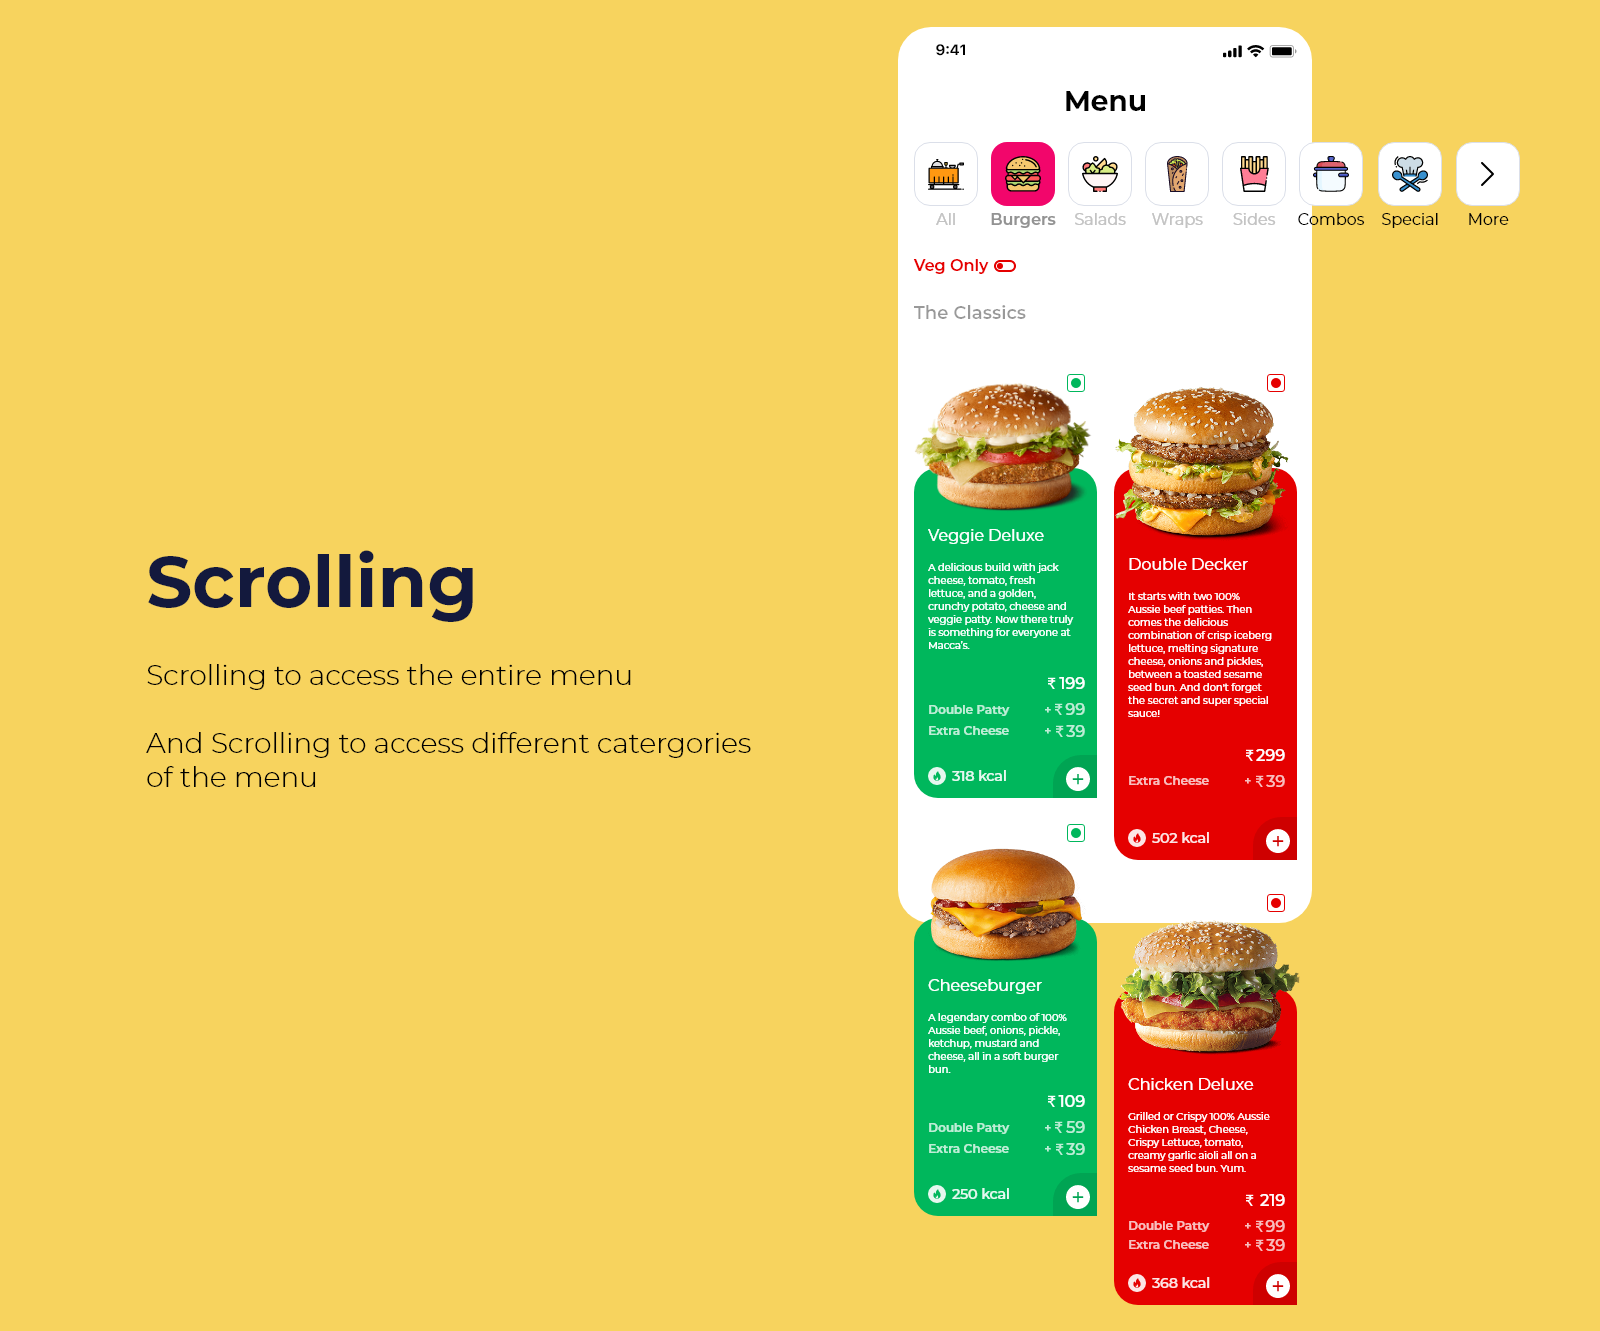 9:41
Menu
All
Burgers
Salads
Wraps
Sides
Combos
Special
More
Veg Only
The Classics
Scrolling
Scrolling to access the entire menu
And Scrolling to access different catergories
of the menu
Veggie Deluxe
A delicious build with jack
cheese, tomato, fresh
lettuce, and a golden,
crunchy potato, cheese and
veggie patty. Now there truly
is something for everyone at
Macca's.
₹ 199
Double Patty + ₹ 99
Extra Cheese + ₹ 39
318 kcal
+
Double Decker
It starts with two 100%
Aussie beef patties. Then
comes the delicious
combination of crisp iceberg
lettuce, melting signature
cheese, onions and pickles,
between a toasted sesame
seed bun. And don't forget
the secret and super special
sauce!
₹ 299
Extra Cheese + ₹ 39
502 kcal
+
Cheeseburger
A legendary combo of 100%
Aussie beef, onions, pickle,
ketchup, mustard and
cheese, all in a soft burger
bun.
₹ 109
Double Patty + ₹ 59
Extra Cheese + ₹ 39
250 kcal
+
Chicken Deluxe
Grilled or Crispy 100% Aussie
Chicken Breast, Cheese,
Crispy Lettuce, tomato,
creamy garlic aioli all on a
sesame seed bun. Yum.
₹ 219
Double Patty + ₹ 99
Extra Cheese + ₹ 39
368 kcal
+